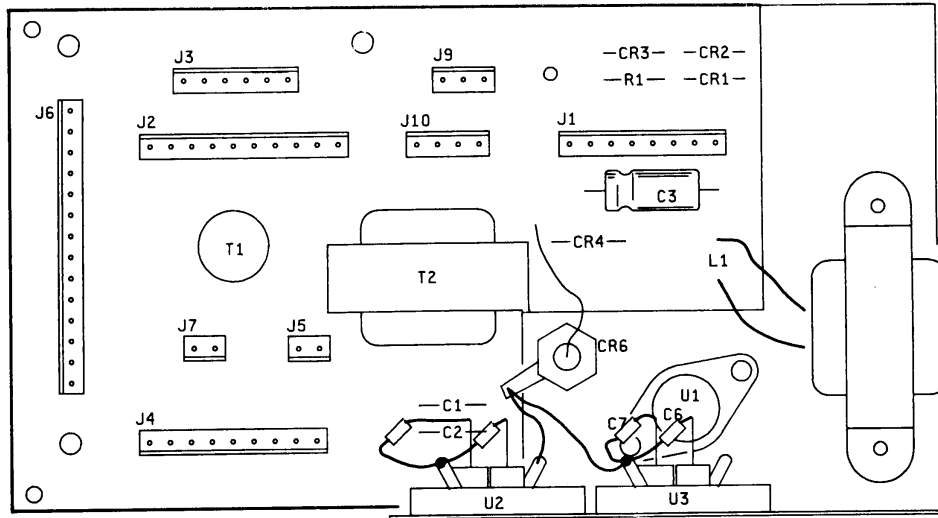 J3
J9
-CR3- -CR2-
-R1- -CR1-
J6
J2
J10
J1
C3
T1
T2
-CR4-
L1
J7
J5
CR6
C1
U1
C7
C6
C2
J4
U2
U3